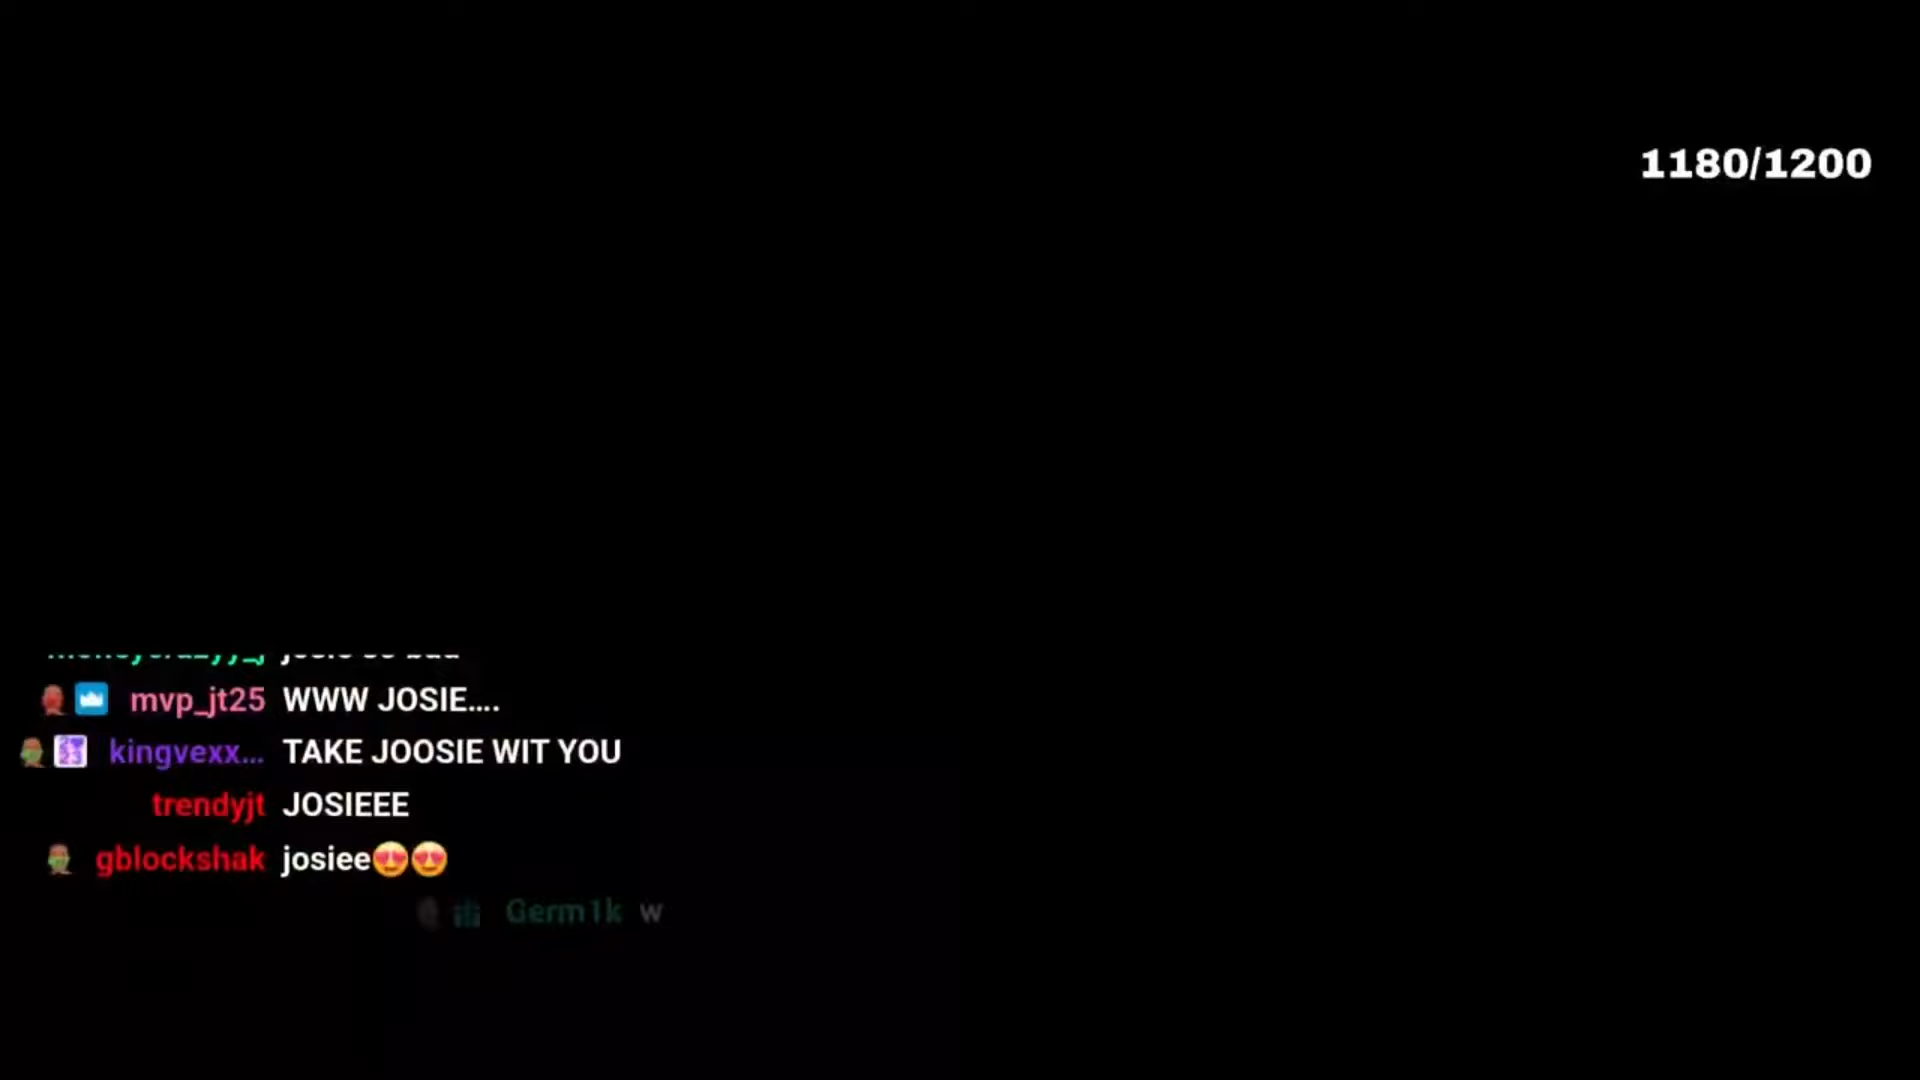 1180/1200
mvp_jt25 WWW JOSIE....
kingvexx... TAKE JOOSIE WIT YOU
trendyjt JOSIEEE
gblockshak josiee😍😍
Germ1k w